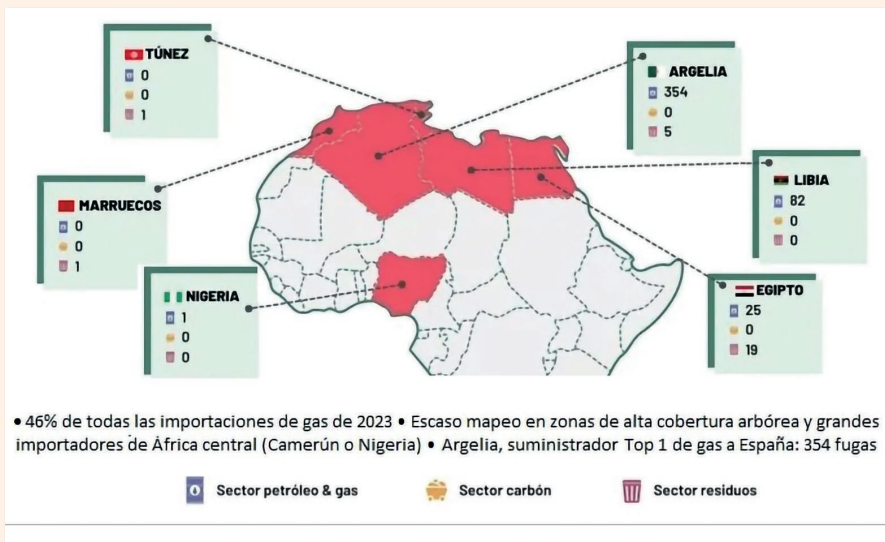 TÚNEZ
0
0
1
ARGELIA
354
0
5
MARRUECOS
0
0
1
LIBIA
82
0
0
NIGERIA
1
0
0
EGIPTO
25
0
19
• 46% de todas las importaciones de gas de 2023 • Escaso mapeo en zonas de alta cobertura arbórea y grandes
importadores de África central (Camerún o Nigeria) • Argelia, suministrador Top 1 de gas a España: 354 fugas
Sector petróleo & gas
Sector carbón
Sector residuos